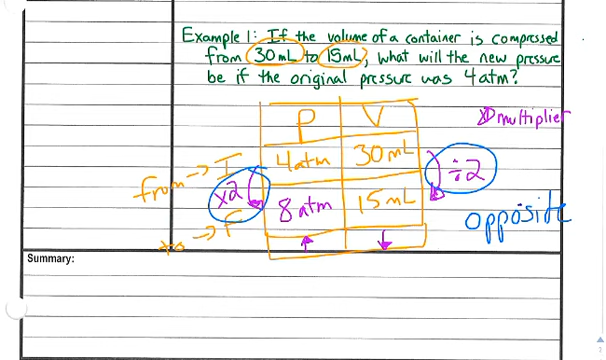 Example 1: If the volume of a container is compressed
from 30mL to 15mL, what will the new pressure
be if the original pressure was 4atm?
P V
multiplier
from → I 4atm 30mL
x2 ÷2
to → F 8atm 15mL
opposite
↑ ↓
Summary: